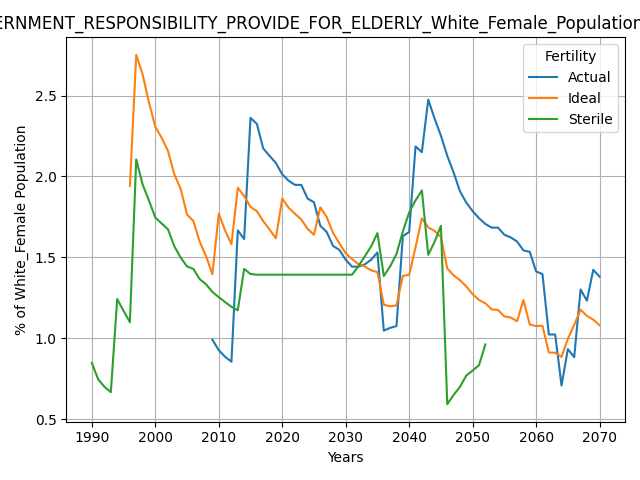 ERNMENT_RESPONSIBILITY_PROVIDE_FOR_ELDERLY_White_Female_Population
% of White_Female Population
2.5
2.0
1.5
1.0
0.5
1990 2000 2010 2020 2030 2040 2050 2060 2070
Years
Fertility
Actual
Ideal
Sterile